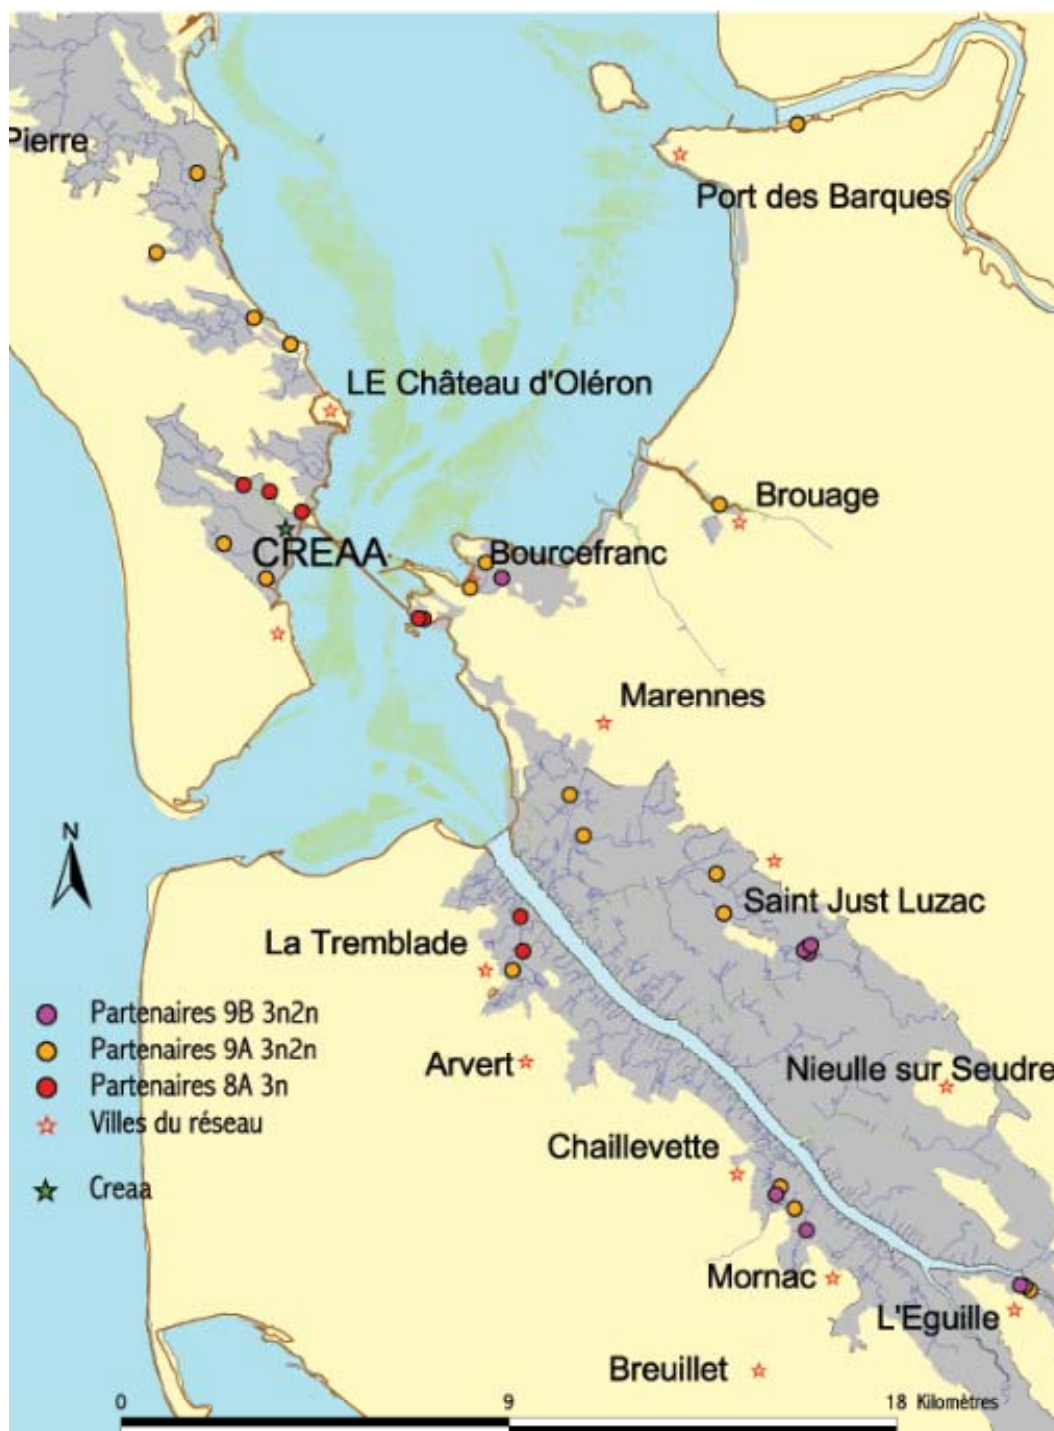 Pierre
Port des Barques
LE Château d'Oléron
Brouage
CREAA
Bourcefranc
Marennes
N
Saint Just Luzac
La Tremblade
Partenaires 9B 3n2n
Partenaires 9A 3n2n
Partenaires 8A 3n
Villes du réseau
Creaa
Arvert
Nieulle sur Seudre
Chaillevette
Mornac
L'Eguille
Breuillet
0 9 18 Kilomètres